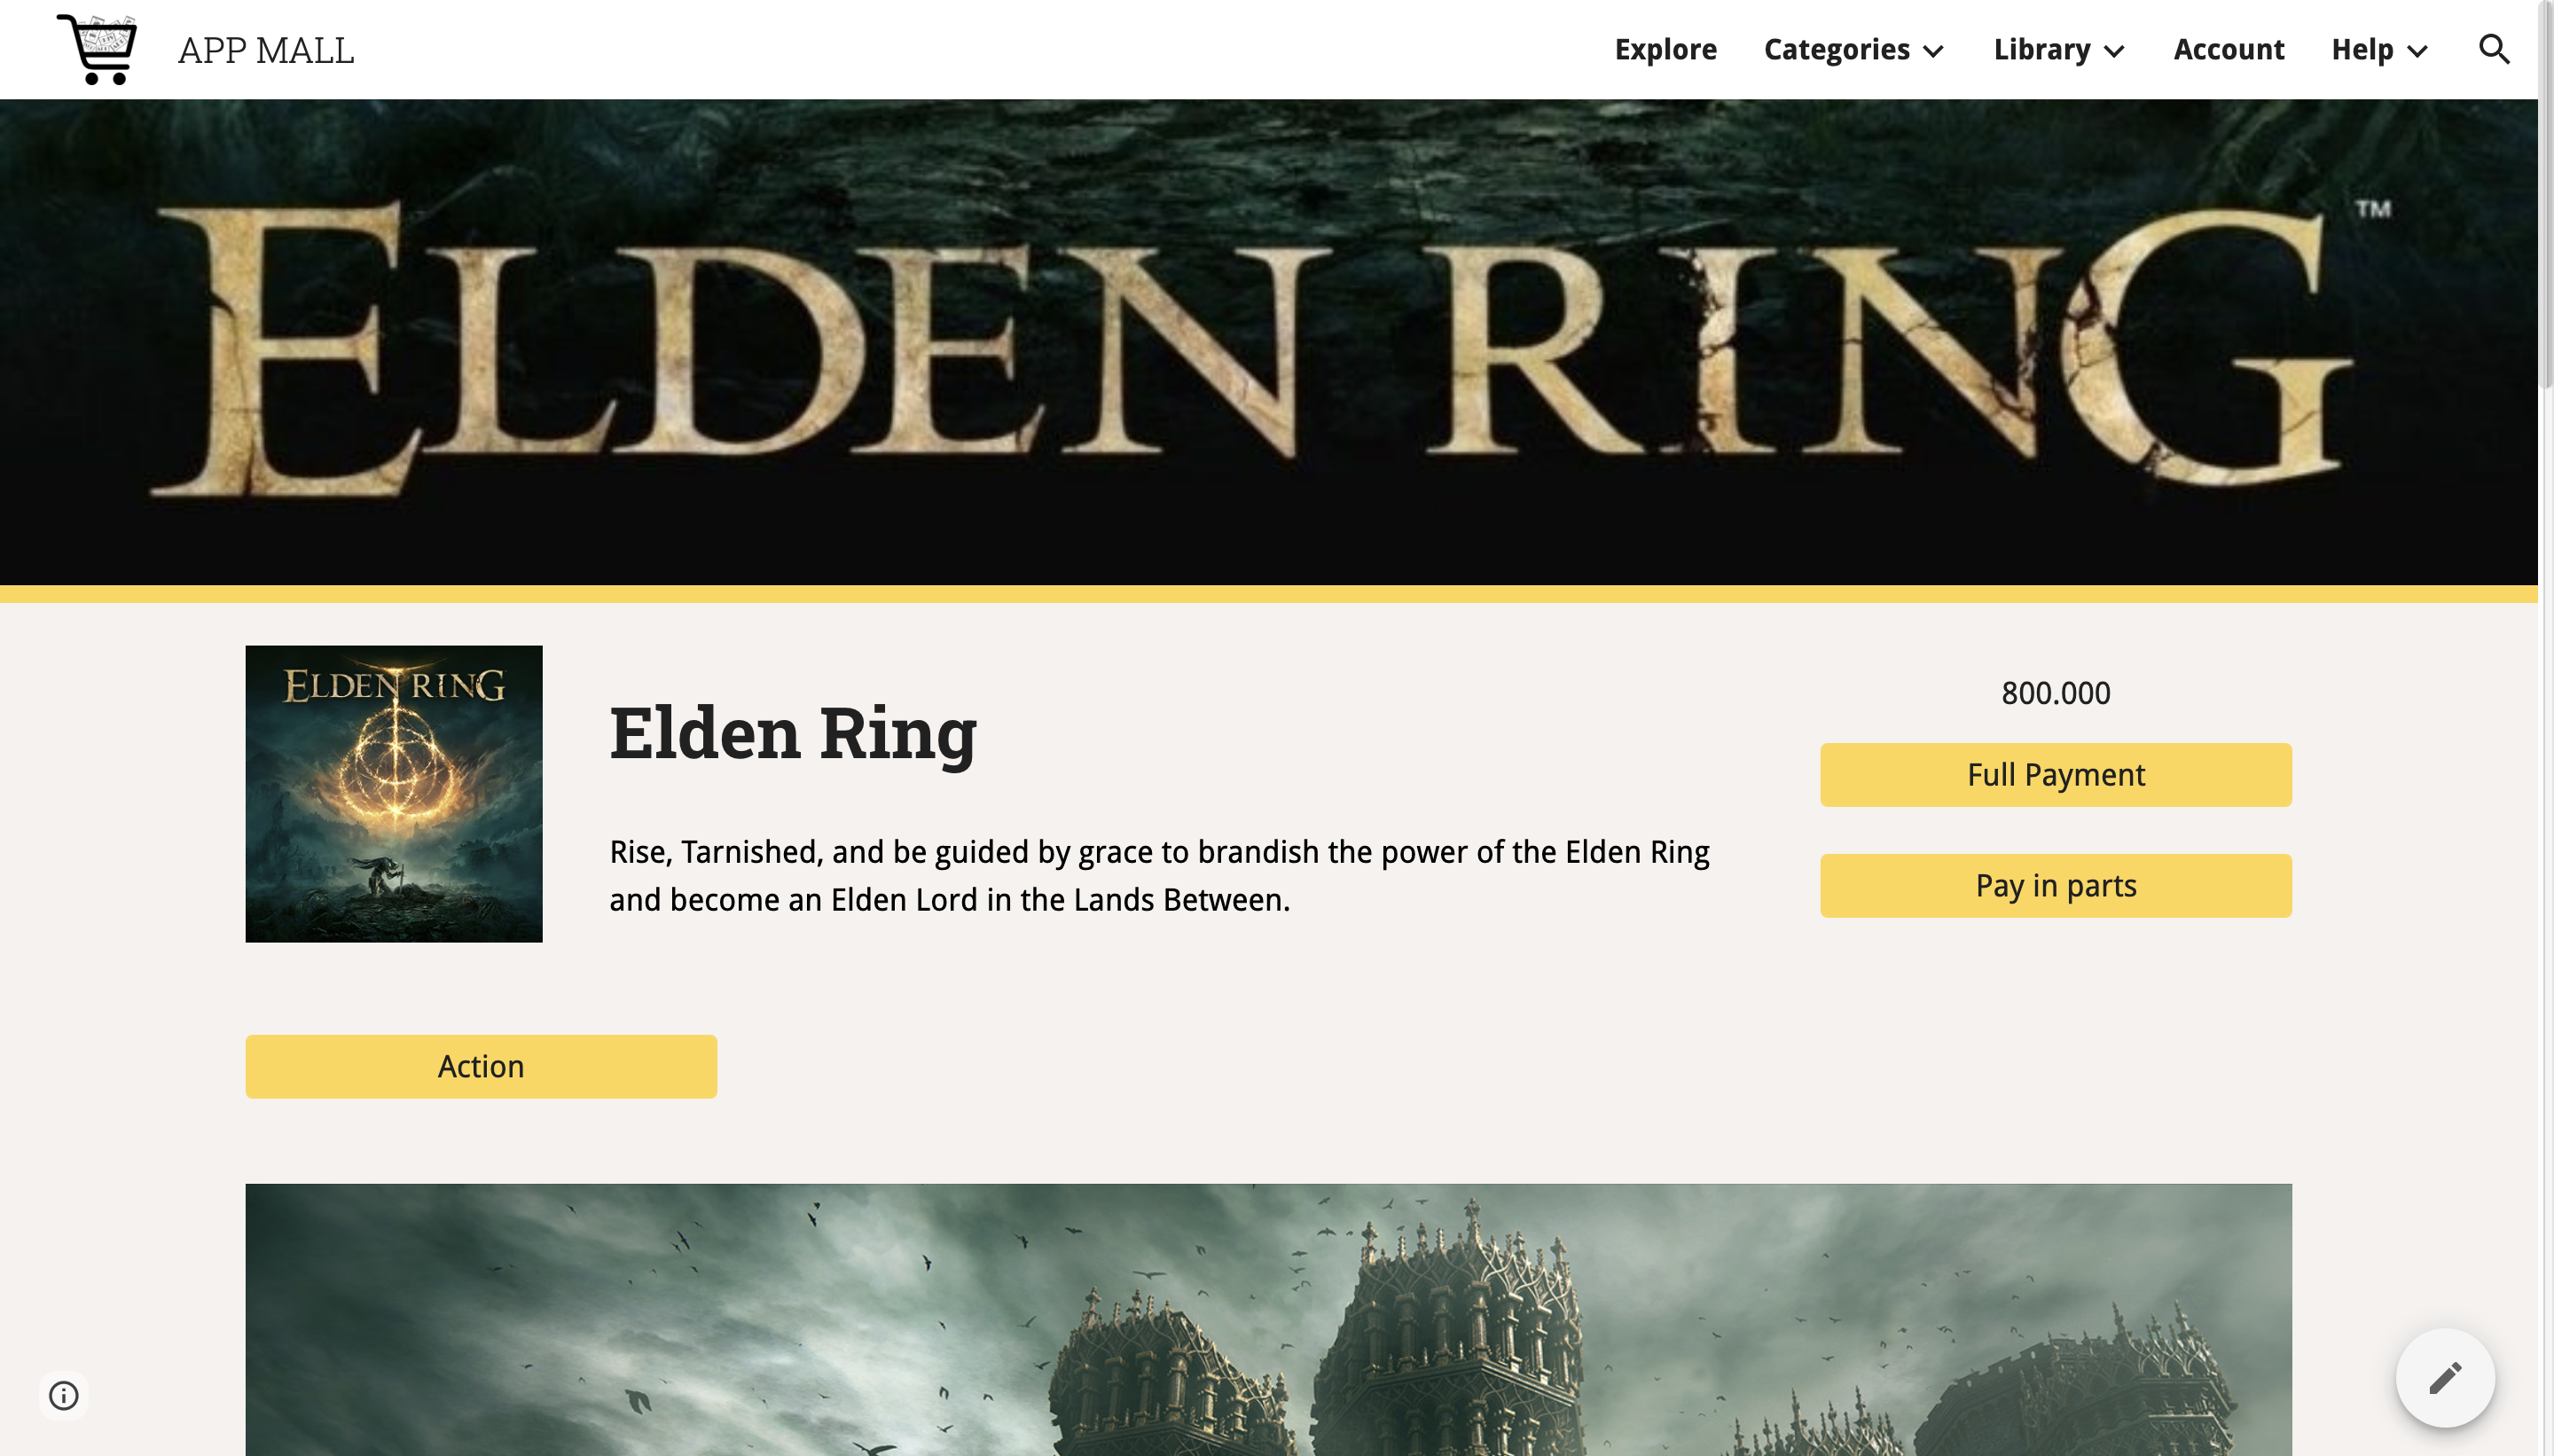 APP MALL
Explore Categories Library Account Help
ELDEN RING™
ELDEN RING
Elden Ring
Rise, Tarnished, and be guided by grace to brandish the power of the Elden Ring
and become an Elden Lord in the Lands Between.
800.000
Full Payment
Pay in parts
Action